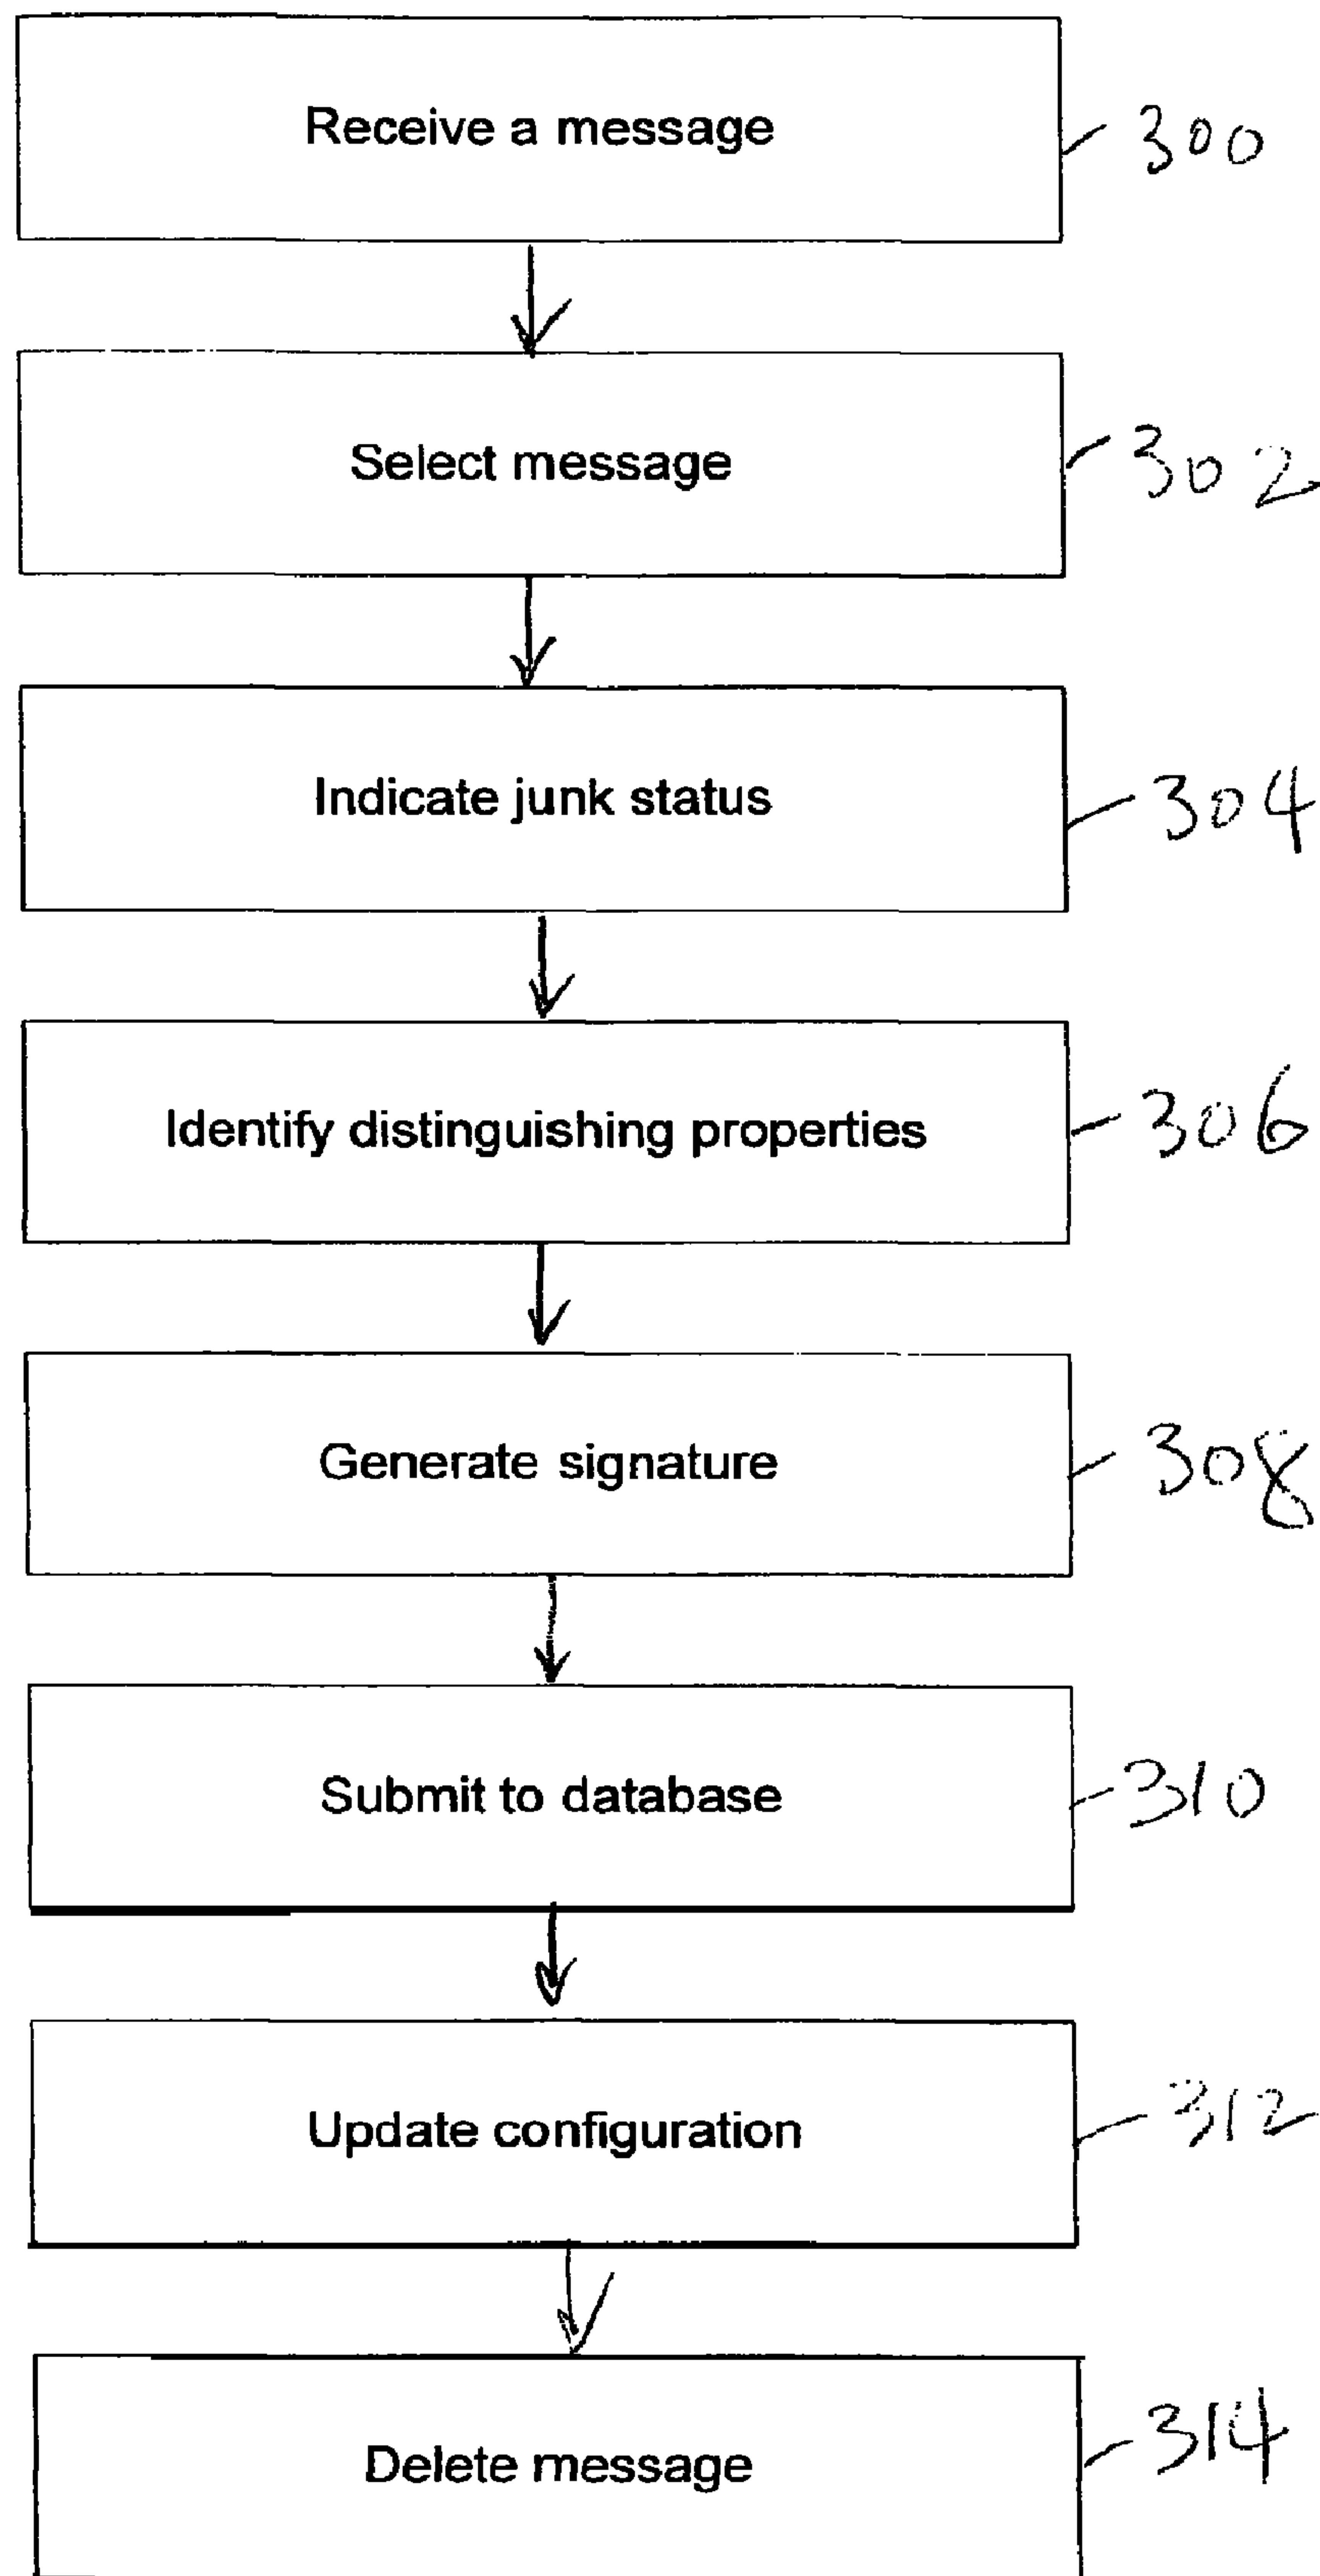 Receive a message 300
Select message 302
Indicate junk status 304
Identify distinguishing properties 306
Generate signature 308
Submit to database 310
Update configuration 312
Delete message 314